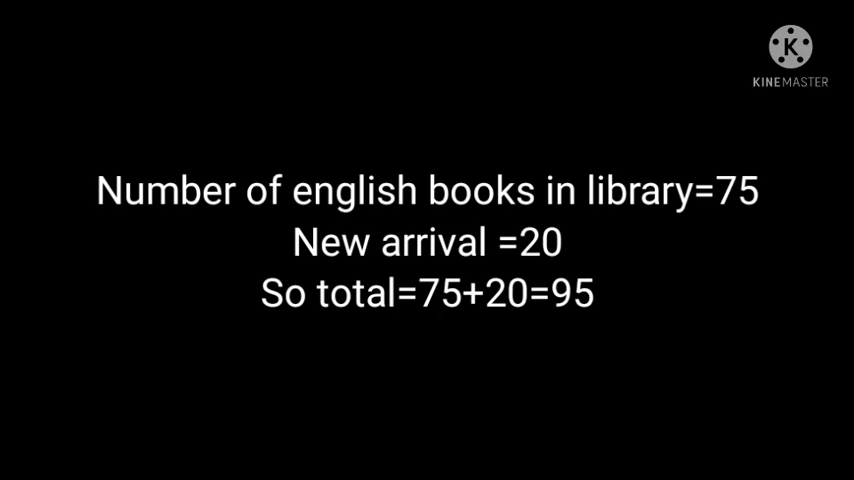 K
KINEMASTER
Number of english books in library=75
New arrival =20
So total=75+20=95